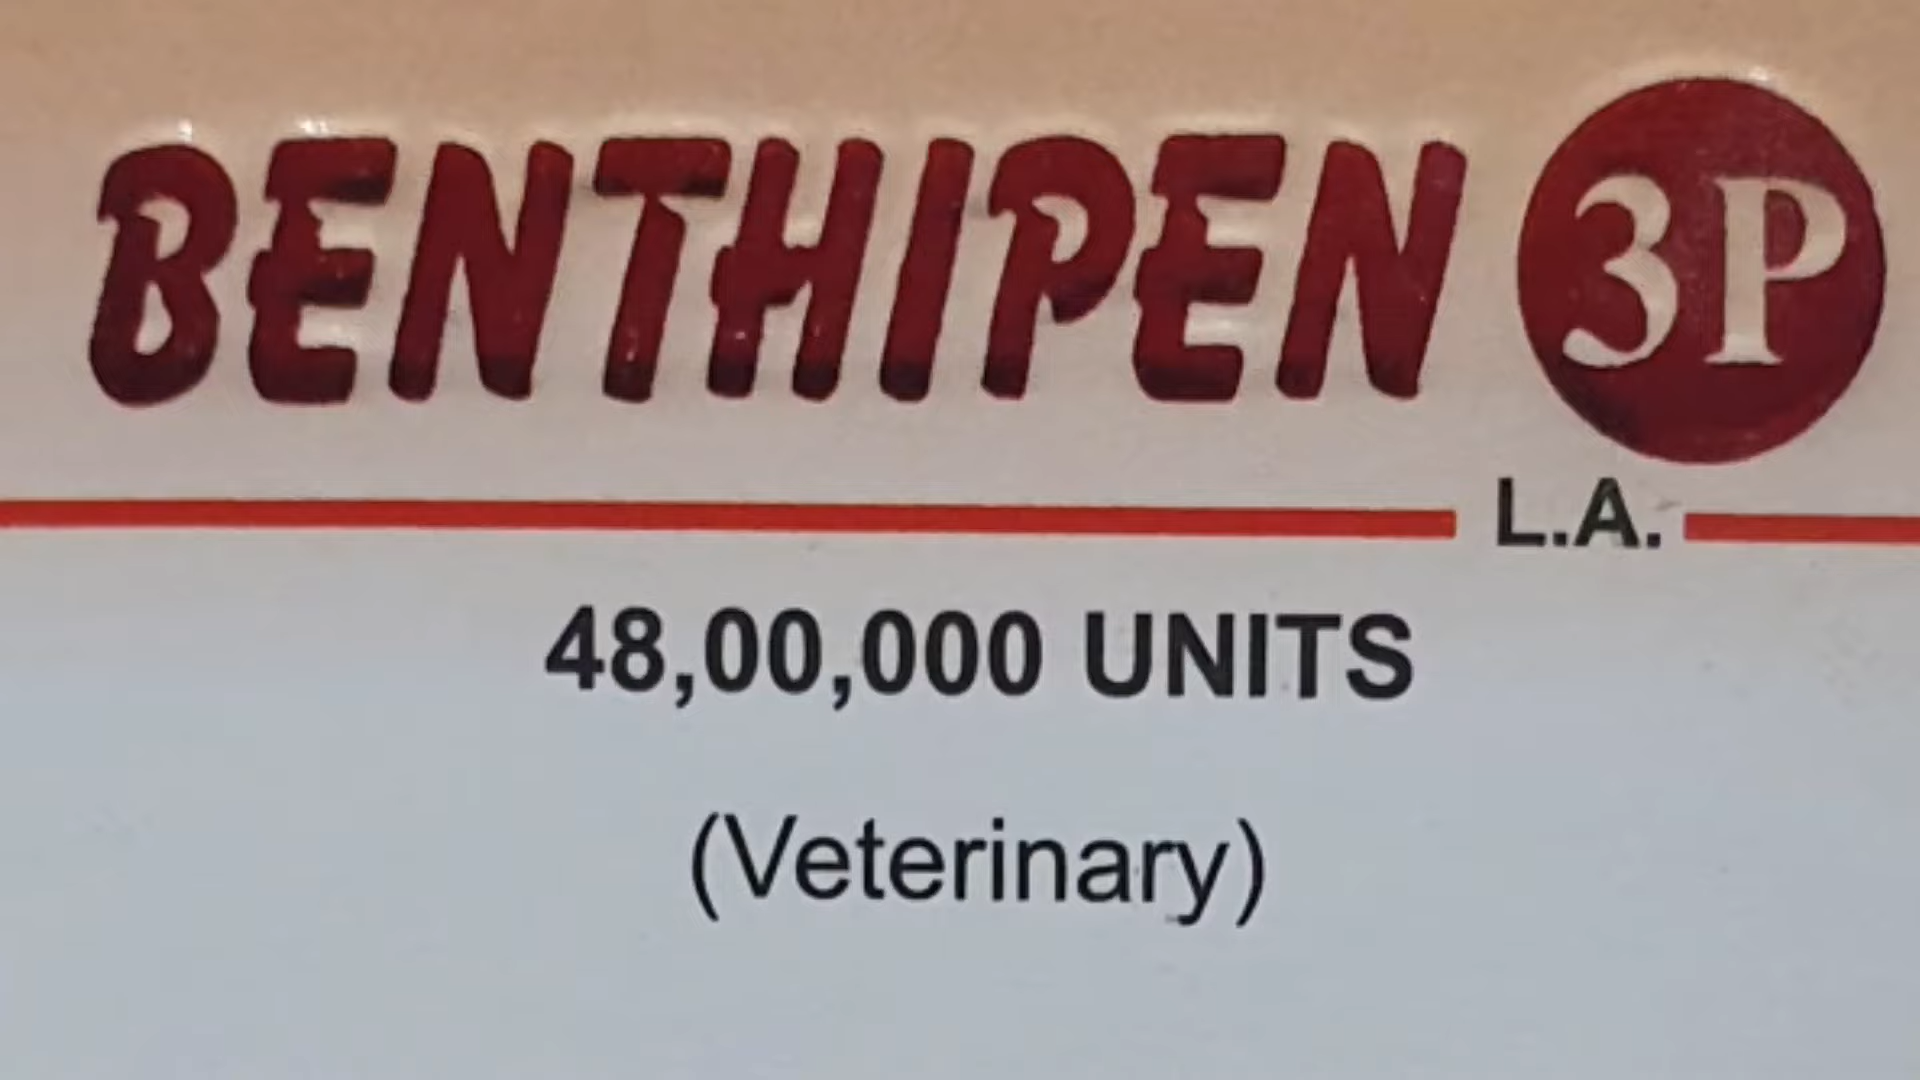 BENTHIPEN 3P
L.A.
48,00,000 UNITS
(Veterinary)